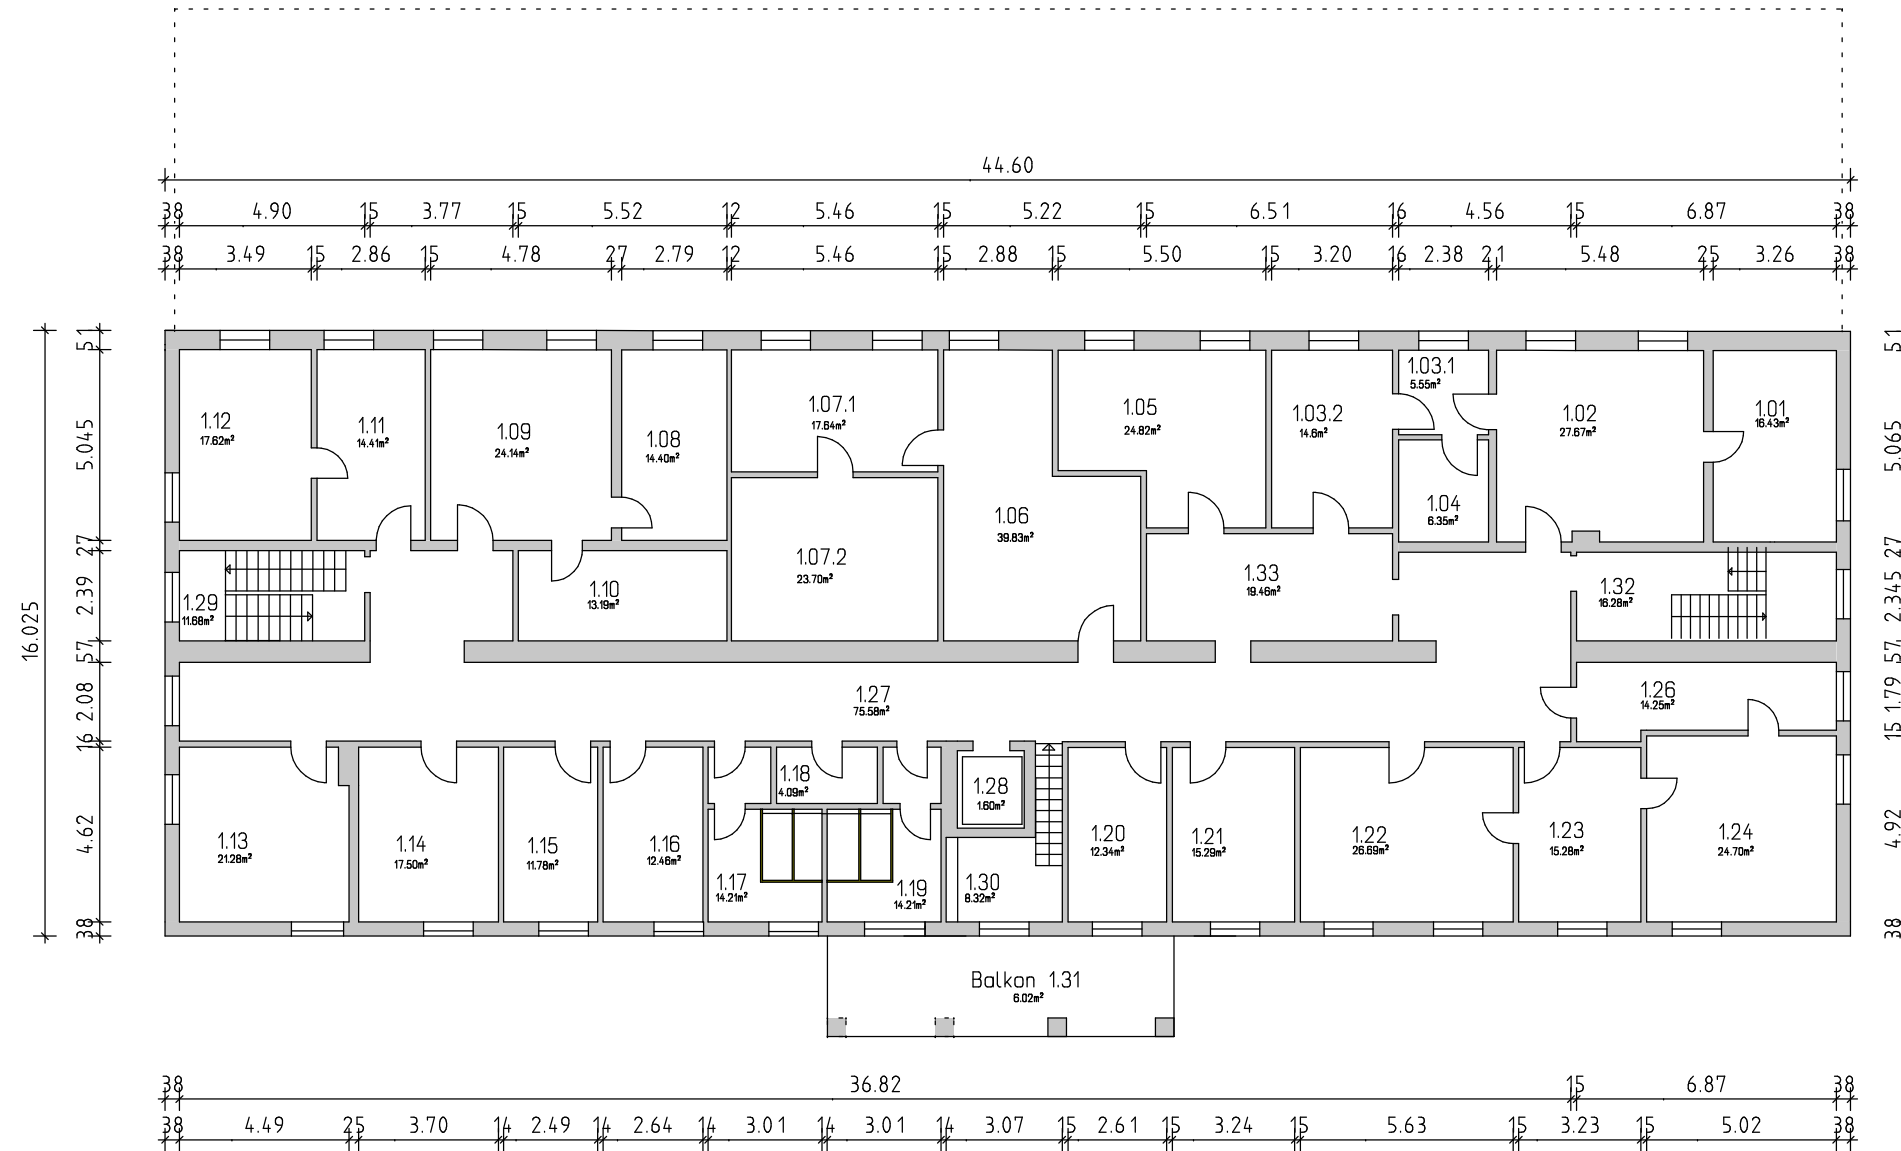 44.60
38 4.90 15 3.77 15 5.52 12 5.46 15 5.22 15 6.51 16 4.56 15 6.87 38
38 3.49 15 2.86 15 4.78 27 2.79 12 5.46 15 2.88 15 5.50 15 3.20 16 2.38 21 5.48 25 3.26 38
16.025
51 5.045 27 2.39 57 2.08 16 4.62 38
51 5.065 27 2.345 57 1.79 15 4.92 38
1.12
17.62m²
1.11
14.41m²
1.09
24.14m²
1.08
14.40m²
1.07.1
17.64m²
1.05
24.82m²
1.03.2
14.6m²
1.03.1
5.55m²
1.02
27.67m²
1.01
16.43m²
1.04
6.35m²
1.06
39.83m²
1.07.2
23.70m²
1.29
11.68m²
1.10
13.19m²
1.33
19.46m²
1.32
16.28m²
1.27
75.58m²
1.26
14.25m²
1.13
21.28m²
1.14
17.50m²
1.15
11.78m²
1.16
12.46m²
1.18
4.09m²
1.17
14.21m²
1.19
14.21m²
1.28
1.60m²
1.30
8.32m²
1.20
12.34m²
1.21
15.29m²
1.22
26.69m²
1.23
15.28m²
1.24
24.70m²
Balkon 1.31
6.02m²
38 36.82 15 6.87 38
38 4.49 25 3.70 14 2.49 14 2.64 14 3.01 14 3.01 14 3.07 15 2.61 15 3.24 15 5.63 15 3.23 15 5.02 38